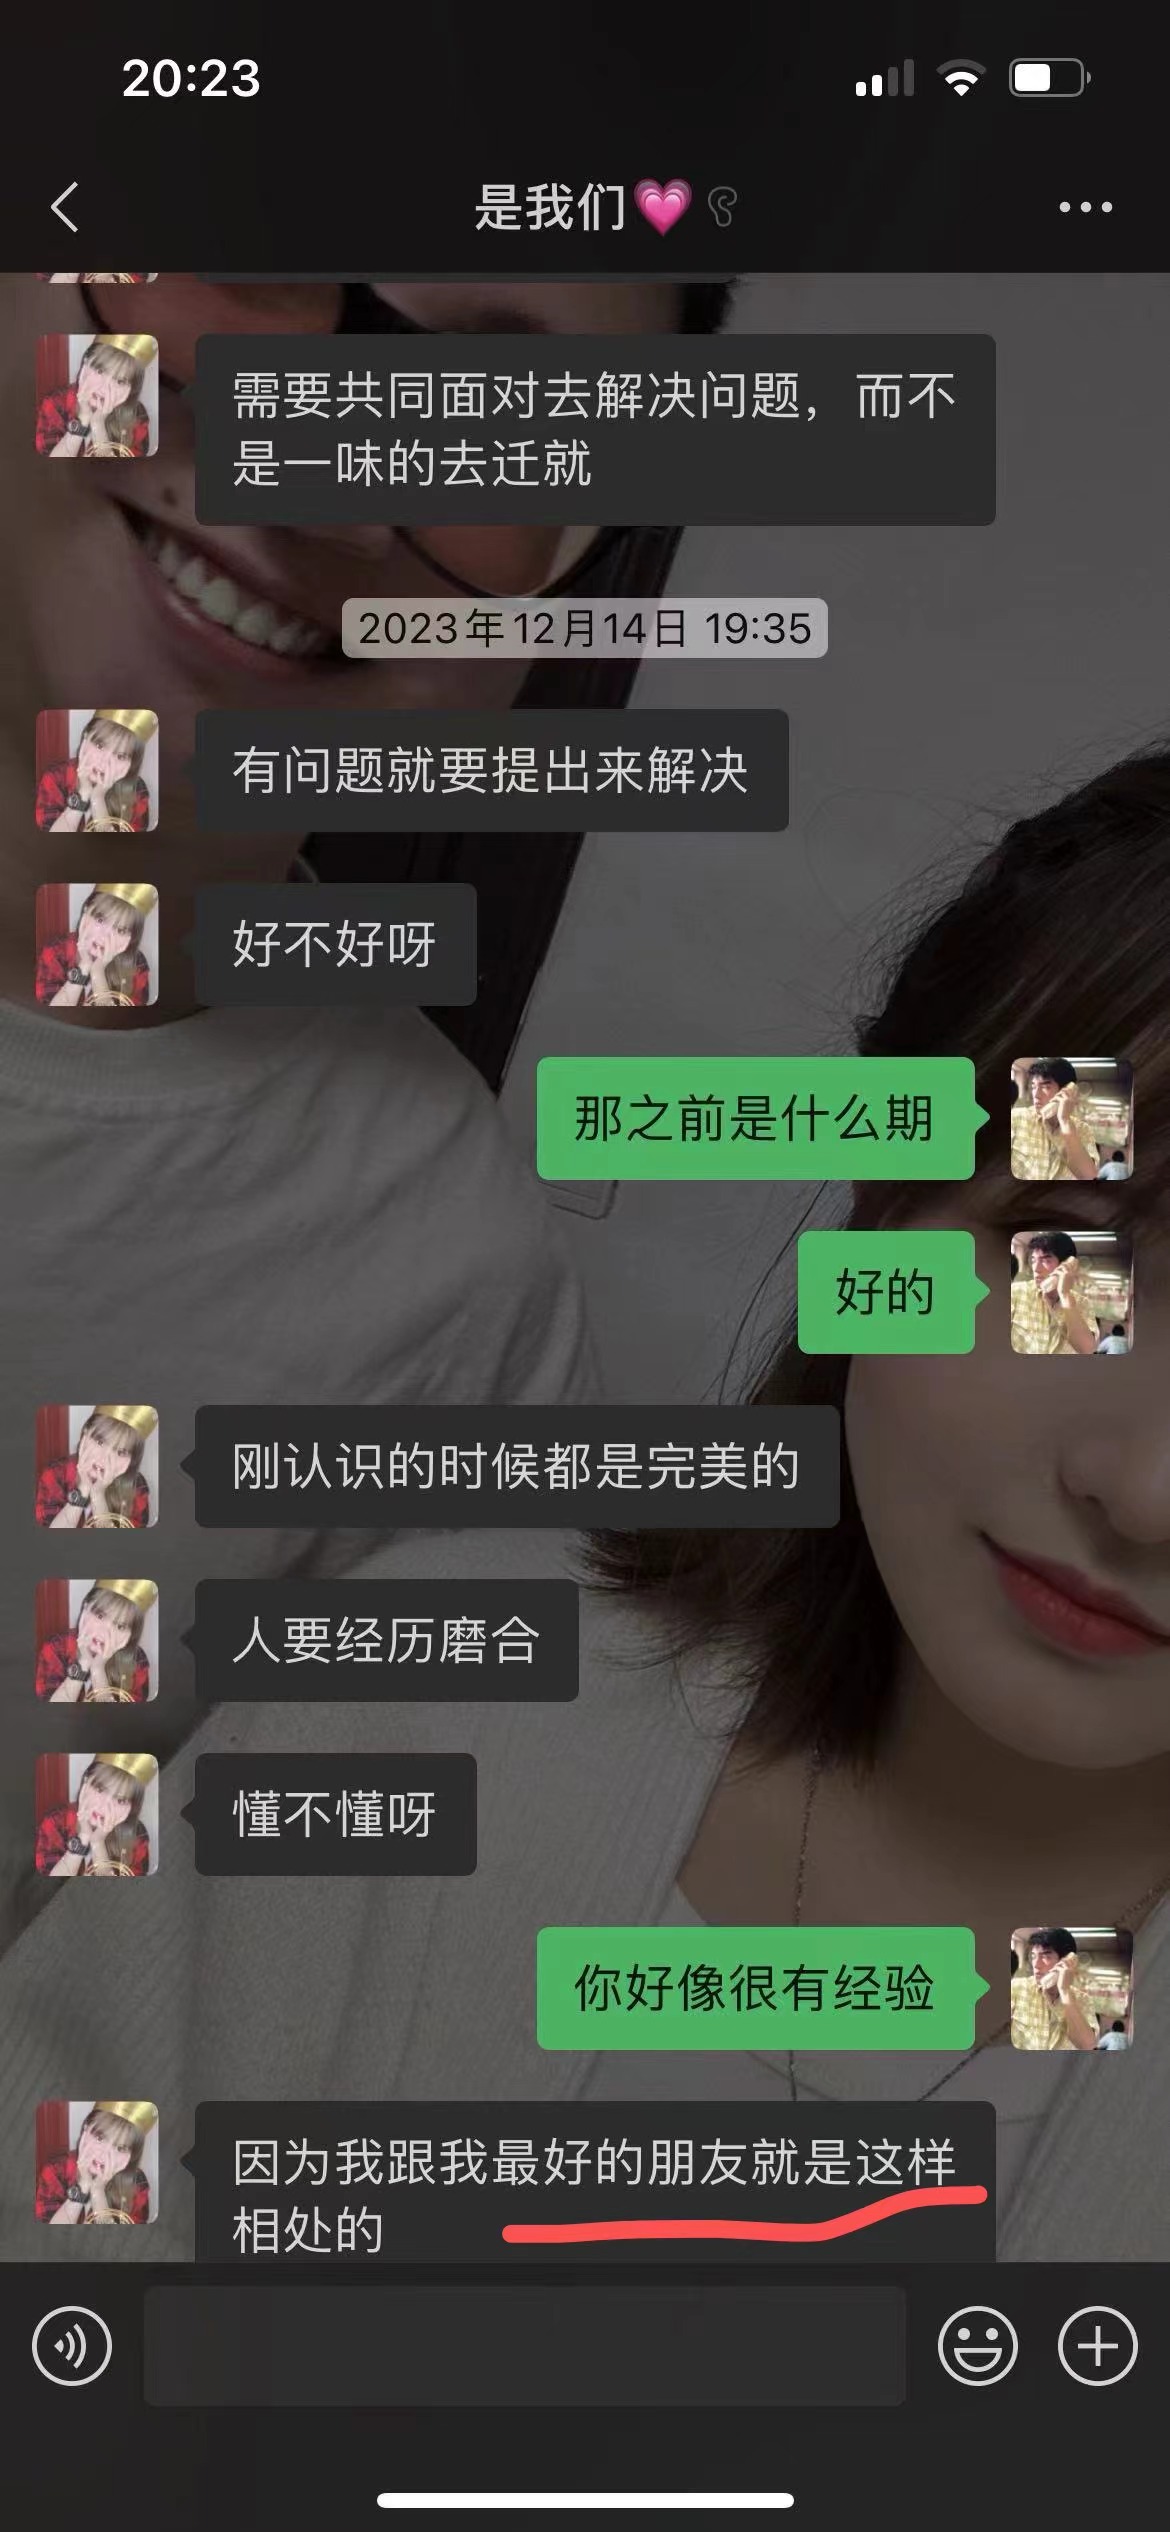 20:23
是我们💗
需要共同面对去解决问题，而不
是一味的去迁就
2023年12月14日 19:35
有问题就要提出来解决
好不好呀
那之前是什么期
好的
刚认识的时候都是完美的
人要经历磨合
懂不懂呀
你好像很有经验
因为我跟我最好的朋友就是这样
相处的